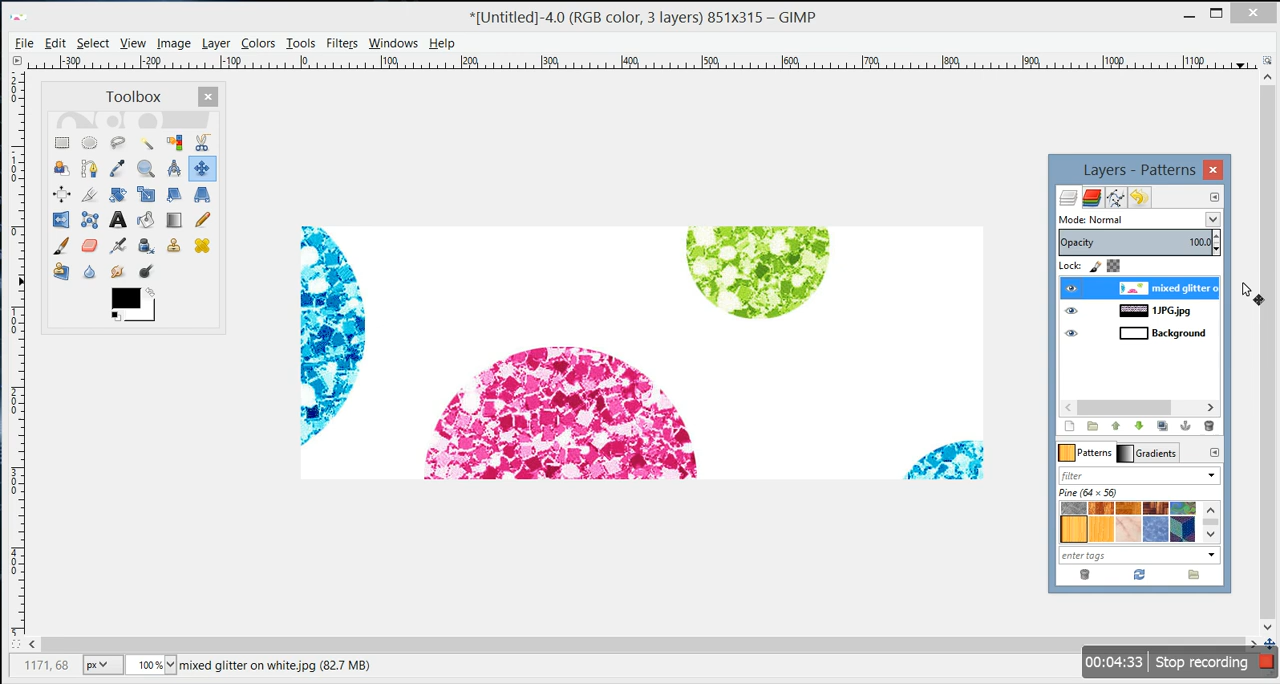 *[Untitled]-4.0 (RGB color, 3 layers) 851x315 – GIMP
File Edit Select View Image Layer Colors Tools Filters Windows Help
-300 -200 -100 0 100 200 300 400 500 600 700 800 900 1000 1100
Toolbox
Layers - Patterns
Mode: Normal
Opacity 100.0
Lock:
mixed glitter o
1JPG.jpg
Background
Patterns Gradients
filter
Pine (64 × 56)
enter tags
1171, 68 px 100% mixed glitter on white.jpg (82.7 MB)
00:04:33 Stop recording